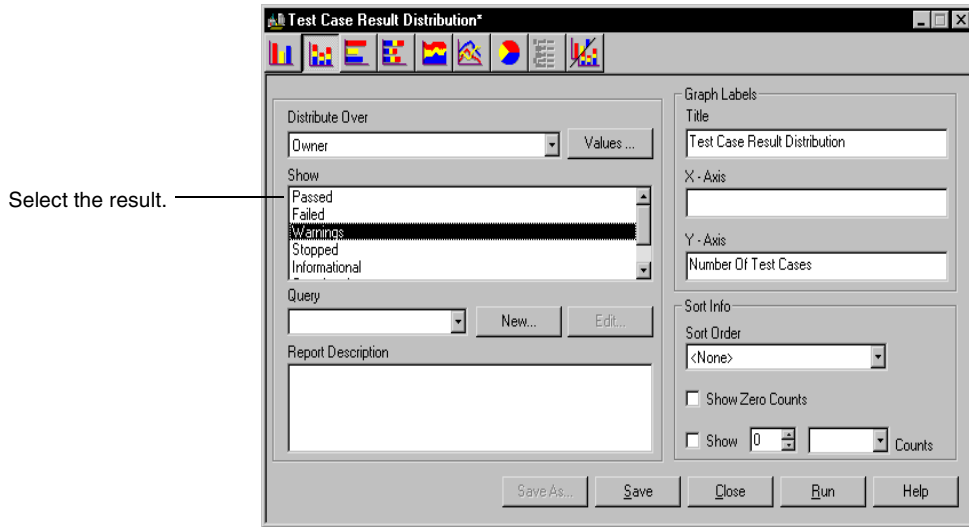 Test Case Result Distribution*
Distribute Over
Owner
Values ...
Show
Select the result.
Passed
Failed
Warnings
Stopped
Informational
Query
New...
Edit...
Report Description
Graph Labels
Title
Test Case Result Distribution
X - Axis
Y - Axis
Number Of Test Cases
Sort Info
Sort Order
<None>
Show Zero Counts
Show 0 Counts
Save As...
Save
Close
Run
Help